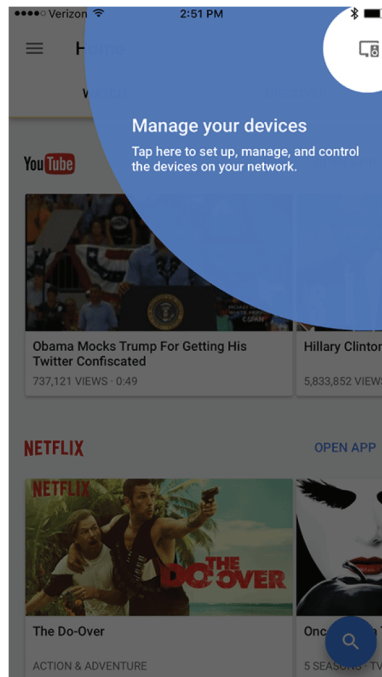 Verizon 2:51 PM
Manage your devices
Tap here to set up, manage, and control
the devices on your network.
YouTube
Obama Mocks Trump For Getting His
Twitter Confiscated
737,121 VIEWS · 0:49
Hillary Clinton
5,833,852 VIEWS
NETFLIX
OPEN APP
NETFLIX
THE
DO-OVER
The Do-Over
ACTION & ADVENTURE
Onc
5 SEASONS · TV